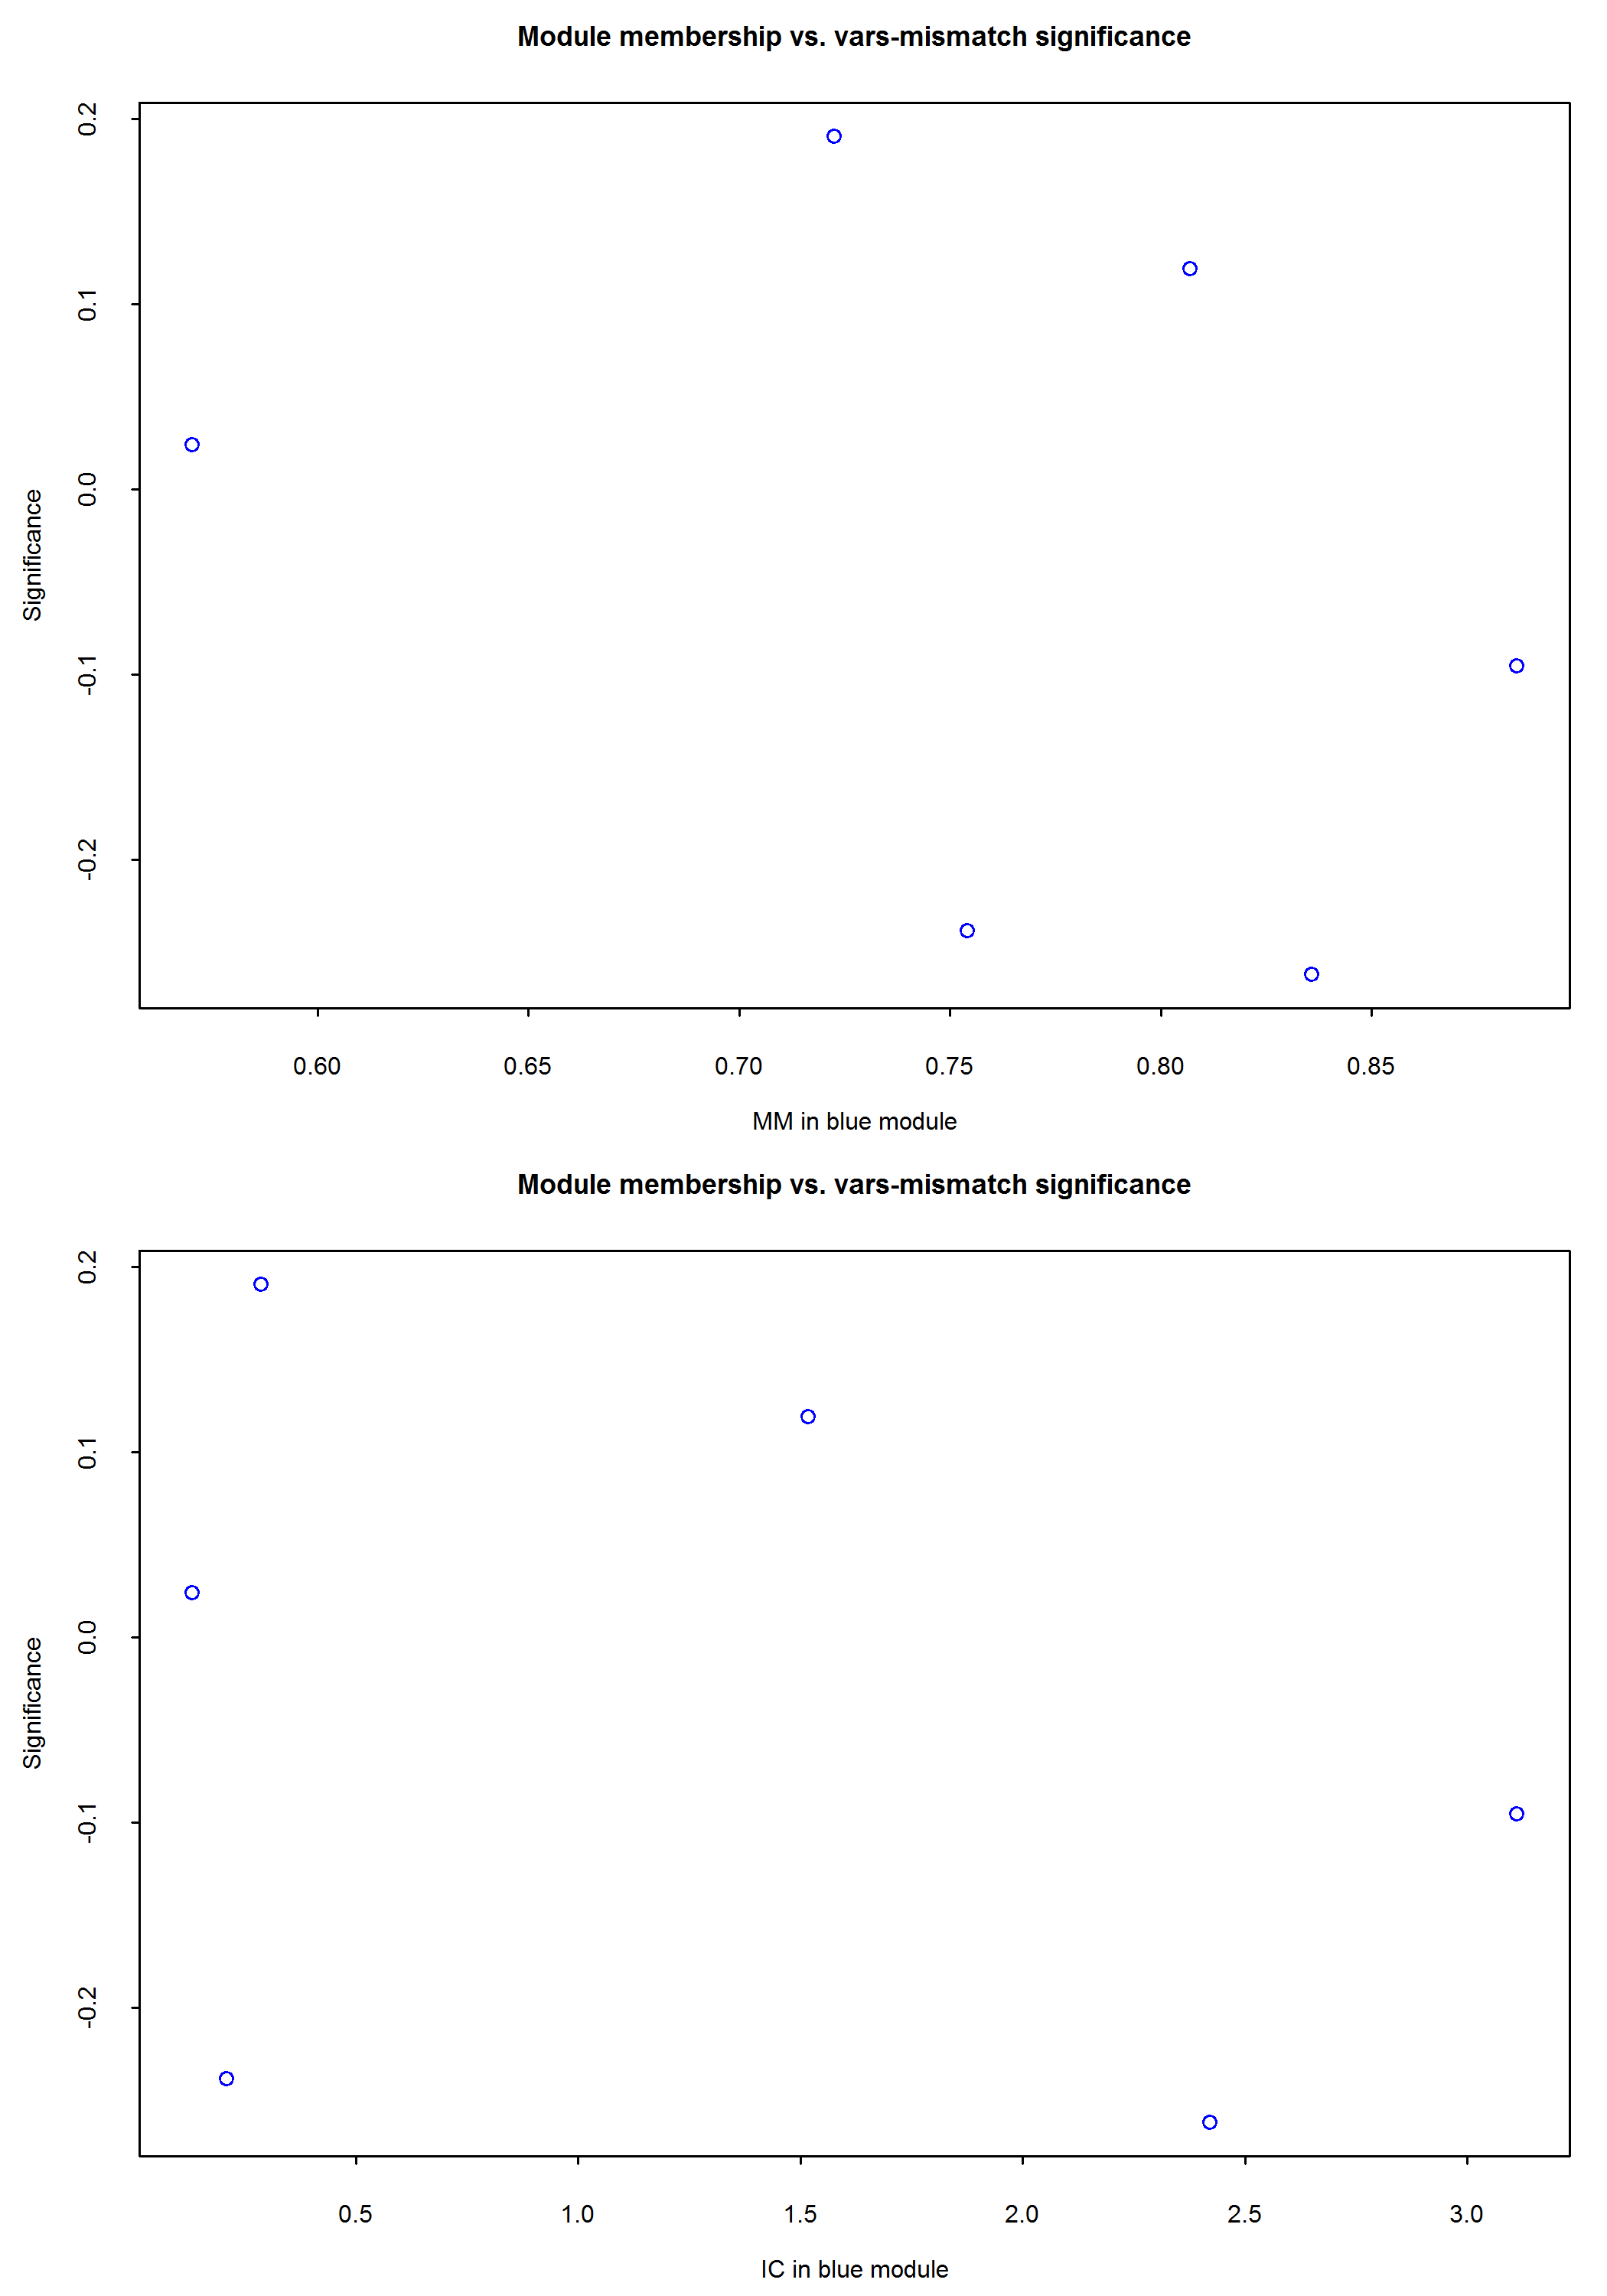 Module membership vs. vars-mismatch significance
0.2
0.1
0.0
-0.1
-0.2
Significance
0.60 0.65 0.70 0.75 0.80 0.85
MM in blue module
Module membership vs. vars-mismatch significance
0.2
0.1
0.0
-0.1
-0.2
Significance
0.5 1.0 1.5 2.0 2.5 3.0
IC in blue module